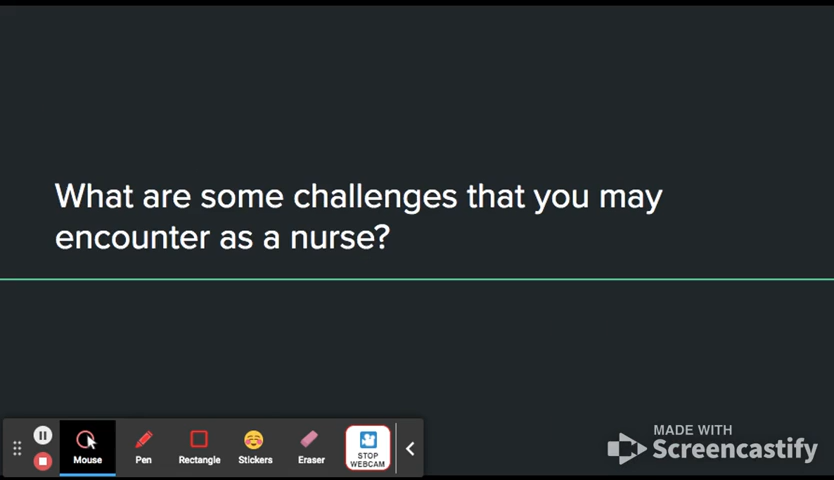 What are some challenges that you may
encounter as a nurse?
MADE WITH
Screencastify
Mouse
Pen
Rectangle
Stickers
Eraser
STOP
WEBCAM